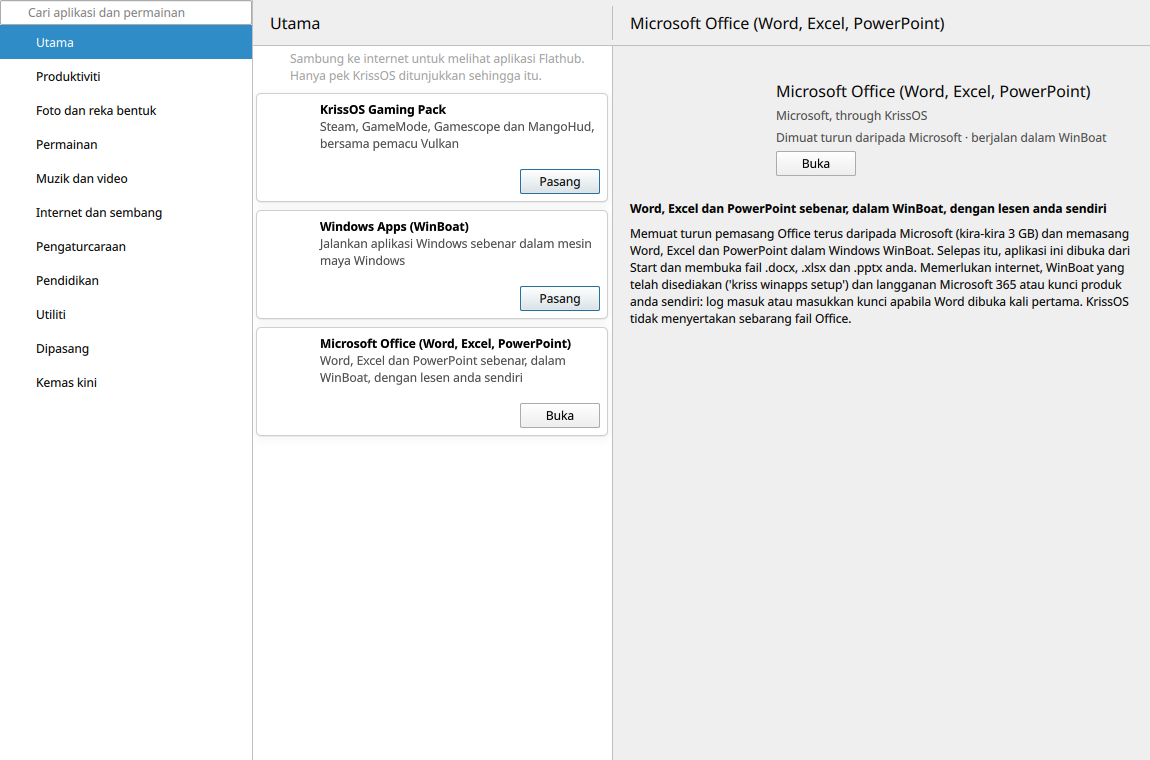 Cari aplikasi dan permainan
Utama
Produktiviti
Foto dan reka bentuk
Permainan
Muzik dan video
Internet dan sembang
Pengaturcaraan
Pendidikan
Utiliti
Dipasang
Kemas kini
Utama
Sambung ke internet untuk melihat aplikasi Flathub.
Hanya pek KrissOS ditunjukkan sehingga itu.
KrissOS Gaming Pack
Steam, GameMode, Gamescope dan MangoHud,
bersama pemacu Vulkan
Pasang
Windows Apps (WinBoat)
Jalankan aplikasi Windows sebenar dalam mesin
maya Windows
Pasang
Microsoft Office (Word, Excel, PowerPoint)
Word, Excel dan PowerPoint sebenar, dalam
WinBoat, dengan lesen anda sendiri
Buka
Microsoft Office (Word, Excel, PowerPoint)
Microsoft Office (Word, Excel, PowerPoint)
Microsoft, through KrissOS
Dimuat turun daripada Microsoft · berjalan dalam WinBoat
Buka
Word, Excel dan PowerPoint sebenar, dalam WinBoat, dengan lesen anda sendiri
Memuat turun pemasang Office terus daripada Microsoft (kira-kira 3 GB) dan memasang
Word, Excel dan PowerPoint dalam Windows WinBoat. Selepas itu, aplikasi ini dibuka dari
Start dan membuka fail .docx, .xlsx dan .pptx anda. Memerlukan internet, WinBoat yang
telah disediakan ('kriss winapps setup') dan langganan Microsoft 365 atau kunci produk
anda sendiri: log masuk atau masukkan kunci apabila Word dibuka kali pertama. KrissOS
tidak menyertakan sebarang fail Office.